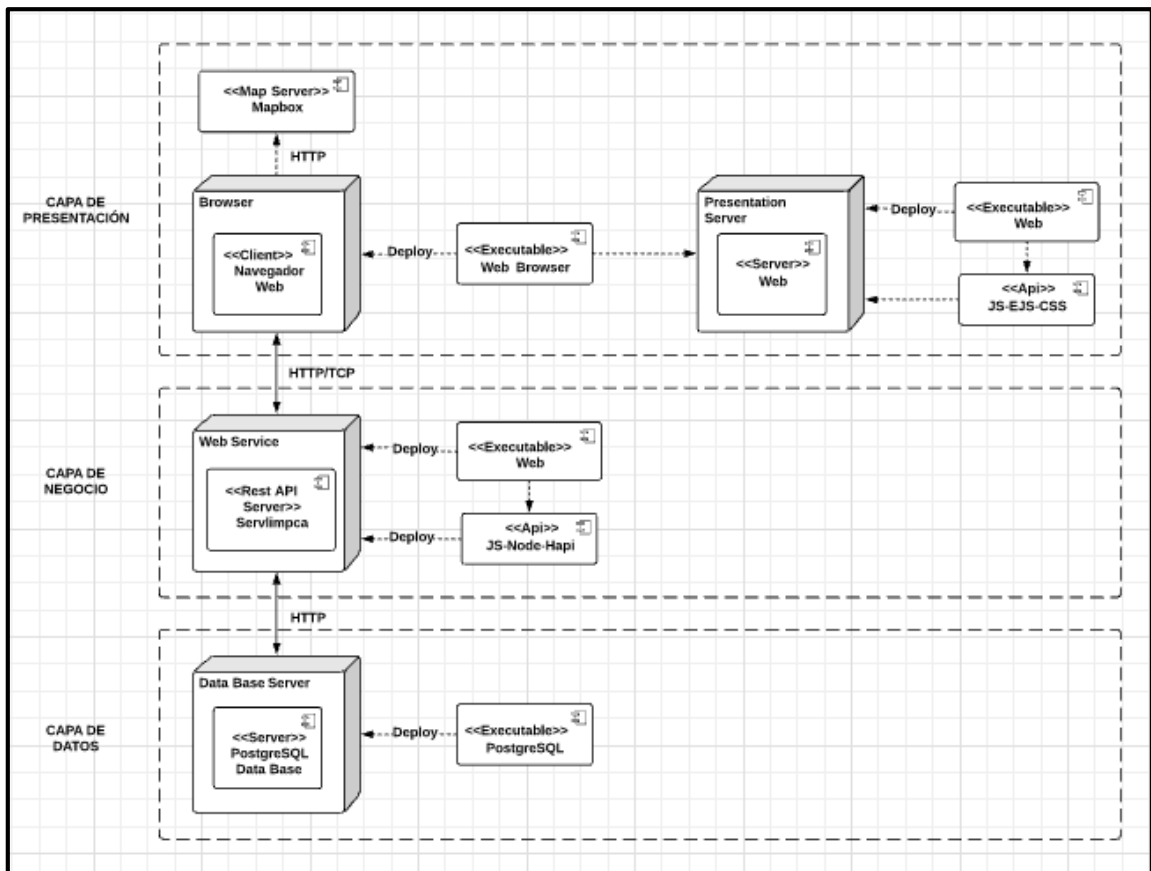 <<Map Server>>
Mapbox
HTTP
CAPA DE
PRESENTACIÓN
Browser
<<Client>>
Navegador
Web
Deploy
<<Executable>>
Web Browser
Presentation
Server
<<Server>>
Web
Deploy
<<Executable>>
Web
<<Api>>
JS-EJS-CSS
HTTP/TCP
CAPA DE
NEGOCIO
Web Service
<<Rest API
Server>>
Servlimpca
Deploy
<<Executable>>
Web
Deploy
<<Api>>
JS-Node-Hapi
HTTP
CAPA DE
DATOS
Data Base Server
<<Server>>
PostgreSQL
Data Base
Deploy
<<Executable>>
PostgreSQL